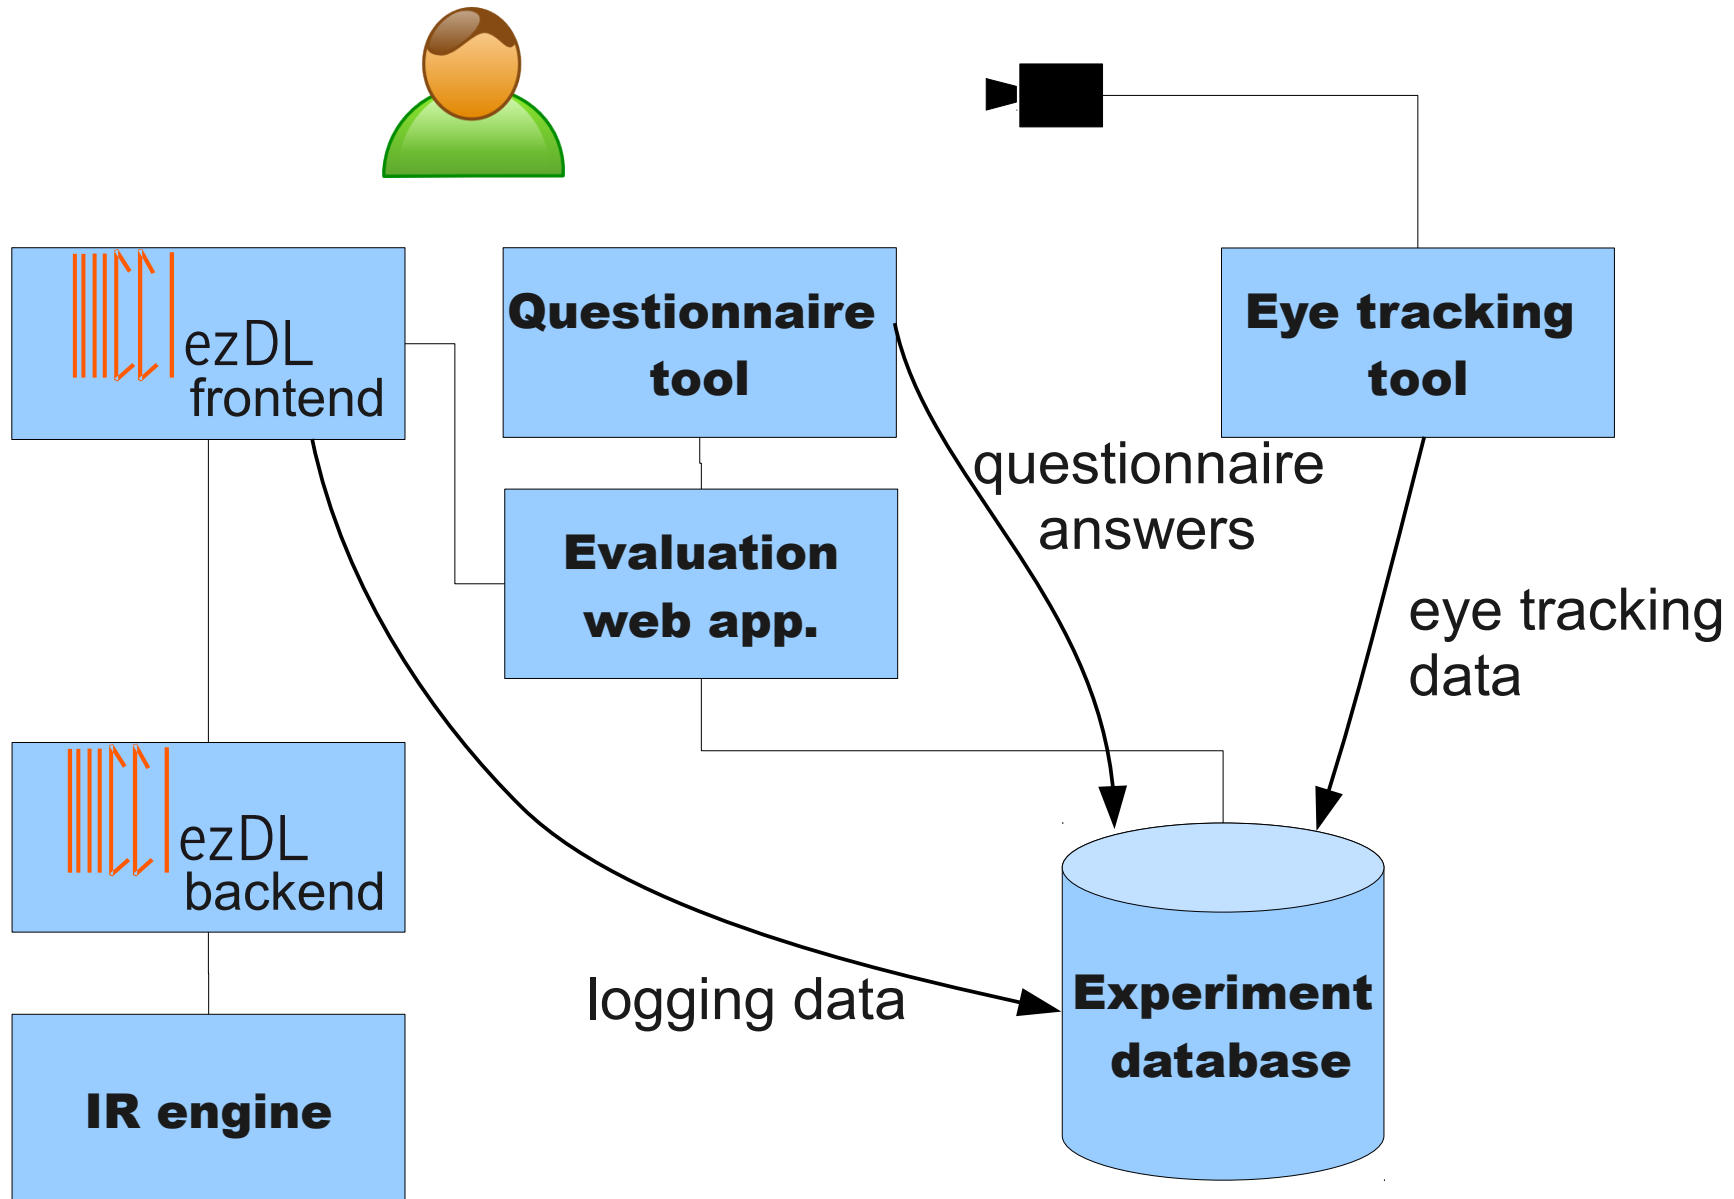 ezDL
frontend
Questionnaire
tool
Eye tracking
tool
questionnaire
answers
Evaluation
web app.
eye tracking
data
ezDL
backend
logging data
Experiment
database
IR engine